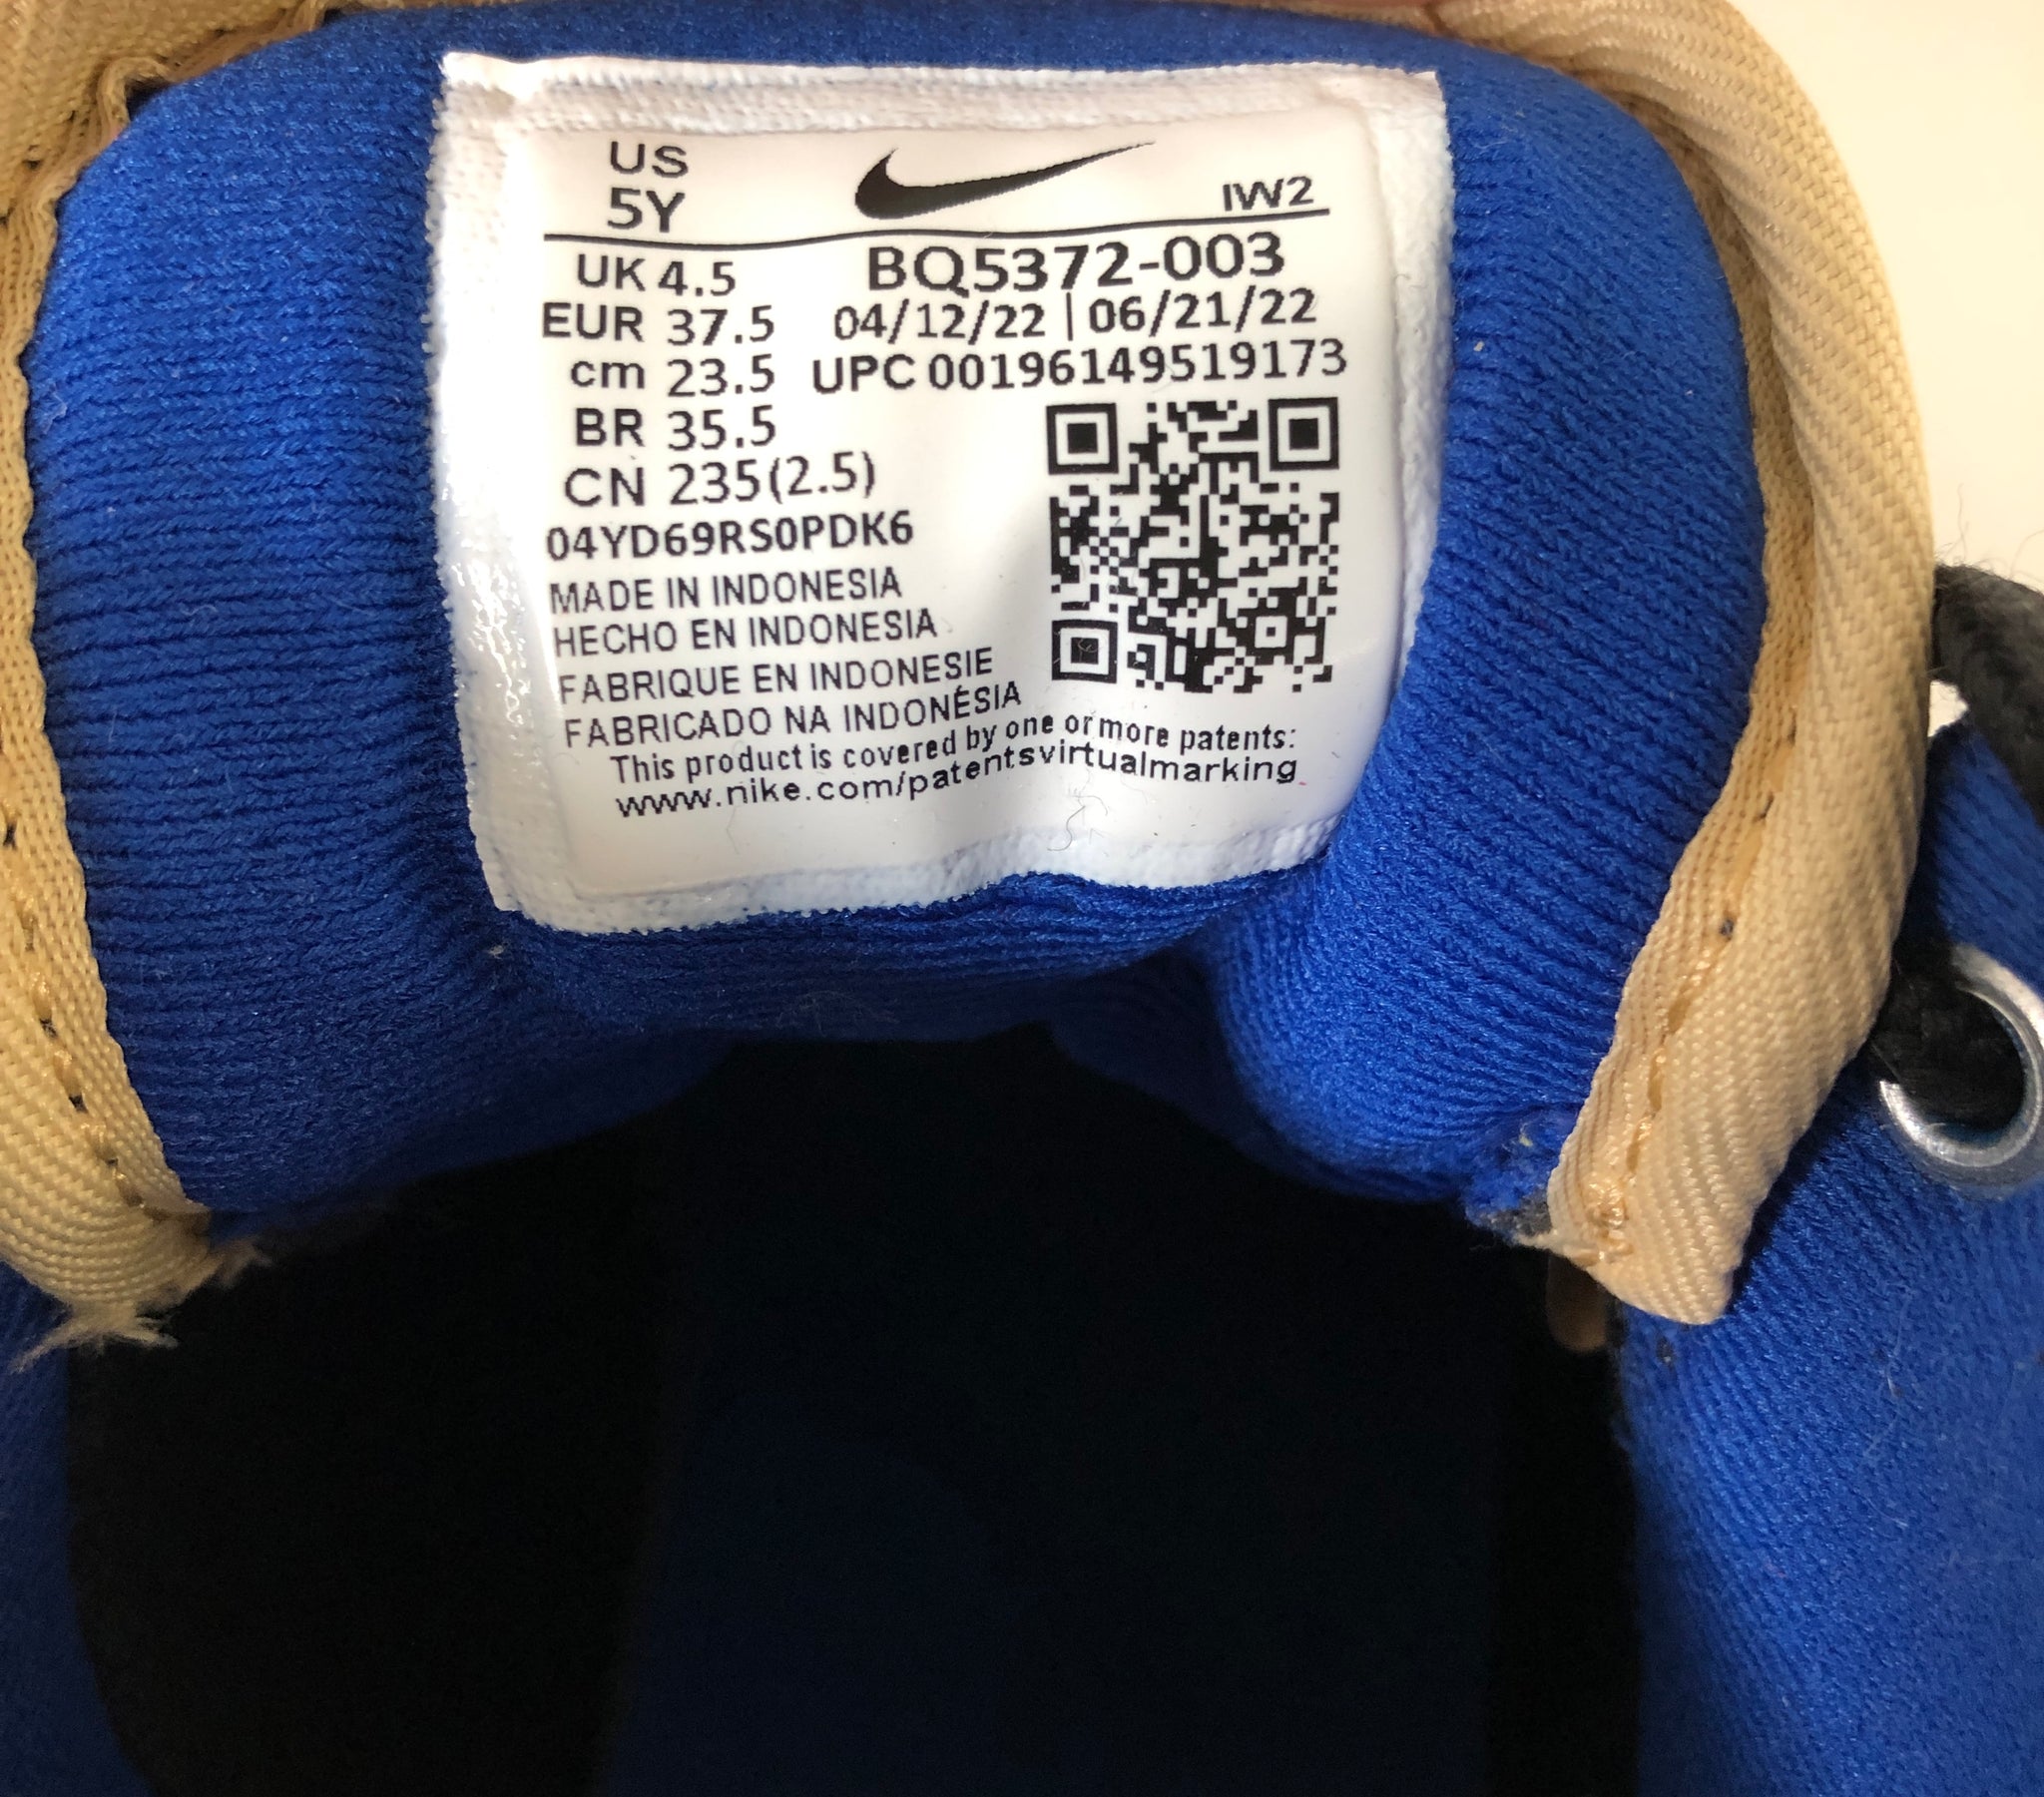 US
5Y
IW2
UK 4.5
BQ5372-003
EUR 37.5
04/12/22 | 06/21/22
cm 23.5
UPC 00196149519173
BR 35.5
CN 235(2.5)
04YD69RS0PDK6
MADE IN INDONESIA
HECHO EN INDONESIA
FABRIQUE EN INDONESIE
FABRICADO NA INDONÉSIA
This product is covered by one or more patents:
www.nike.com/patentsvirtualmarking